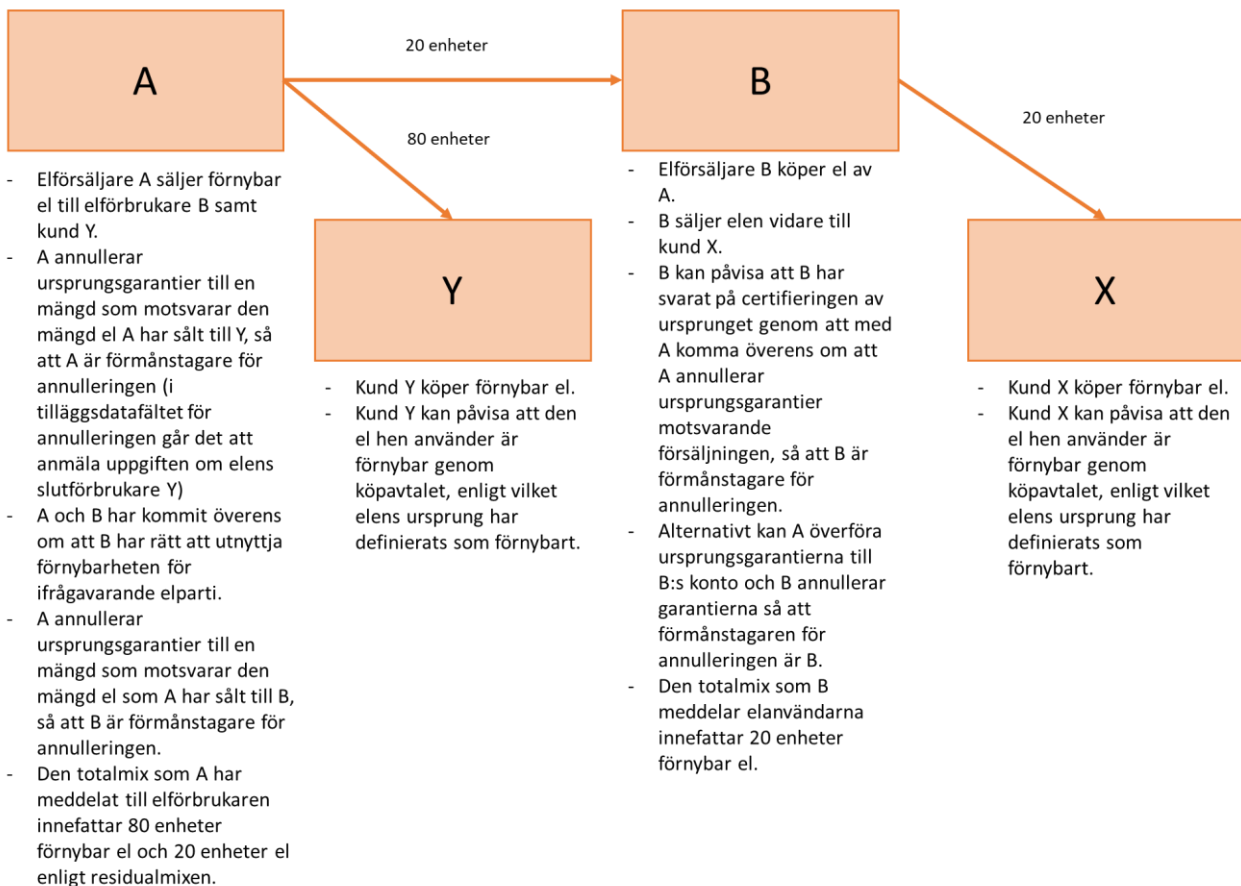 A
20 enheter
B
80 enheter
20 enheter
- Elförsäljare A säljer förnybar
el till elförbrukare B samt
kund Y.
- A annullerar
ursprungsgarantier till en
mängd som motsvarar den
mängd el A har sålt till Y, så
att A är förmånstagare för
annulleringen (i
tilläggsdatafältet för
annulleringen går det att
anmäla uppgiften om elens
slutförbrukare Y)
- A och B har kommit överens
om att B har rätt att utnyttja
förnybarheten för
ifrågavarande elparti.
- A annullerar
ursprungsgarantier till en
mängd som motsvarar den
mängd el som A har sålt till B,
så att B är förmånstagare för
annulleringen.
- Den totalmix som A har
meddelat till elförbrukaren
innefattar 80 enheter
förnybar el och 20 enheter el
enligt residualmixen.
Y
- Kund Y köper förnybar el.
- Kund Y kan påvisa att den
el hen använder är
förnybar genom
köpavtalet, enligt vilket
elens ursprung har
definierats som förnybart.
- Elförsäljare B köper el av
A.
- B säljer elen vidare till
kund X.
- B kan påvisa att B har
svarat på certifieringen av
ursprunget genom att med
A komma överens om att
A annullerar
ursprungsgarantier
motsvarande
försäljningen, så att B är
förmånstagare för
annulleringen.
- Alternativt kan A överföra
ursprungsgarantierna till
B:s konto och B annullerar
garantierna så att
förmånstagaren för
annulleringen är B.
- Den totalmix som B
meddelar elanvändarna
innefattar 20 enheter
förnybar el.
X
- Kund X köper förnybar el.
- Kund X kan påvisa att den
el hen använder är
förnybar genom
köpavtalet, enligt vilket
elens ursprung har
definierats som
förnybart.